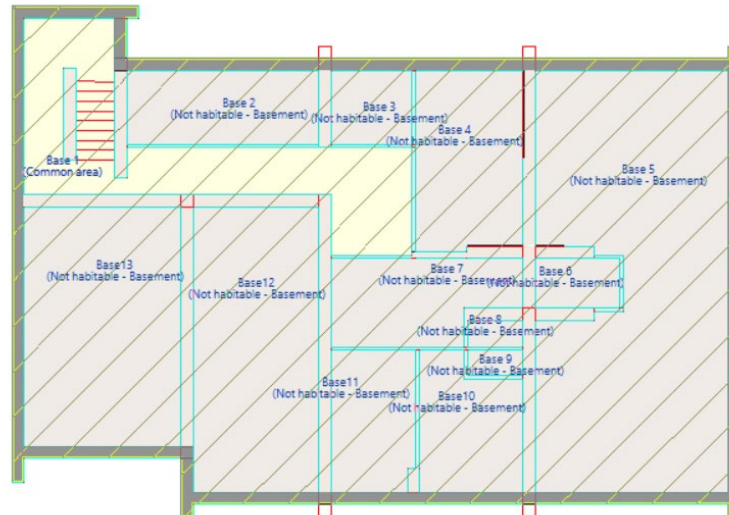 Base 2
(Not habitable - Basement)
Base 3
(Not habitable - Basement)
Base 4
(Not habitable - Basement)
Base 1
(Common area)
Base 5
(Not habitable - Basement)
Base13
(Not habitable - Basement)
Base12
(Not habitable - Basement)
Base 7
(Not habitable - Basement)
Base 6
(Not habitable - Basement)
Base 8
(Not habitable - Basement)
Base 9
(Not habitable - Basement)
Base11
(Not habitable - Basement)
Base10
(Not habitable - Basement)